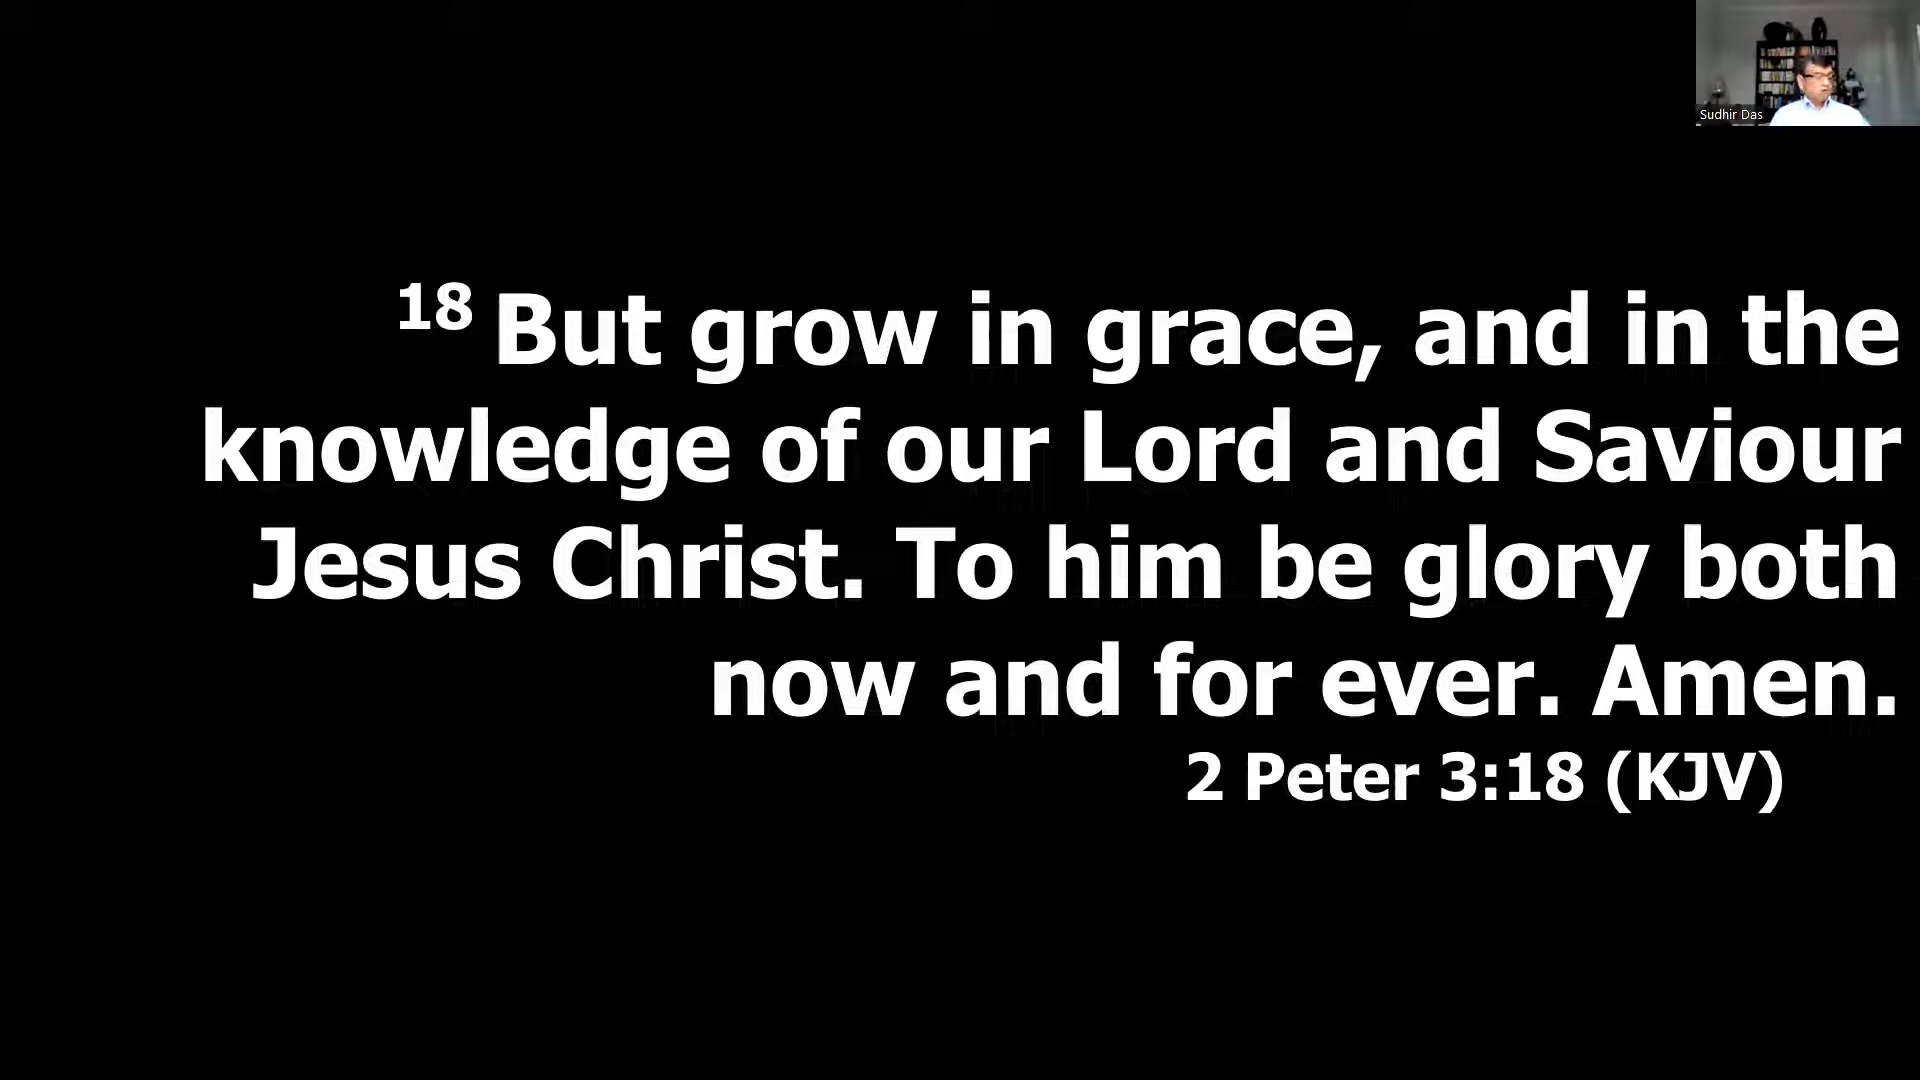 Sudhir Das
18 But grow in grace, and in the
knowledge of our Lord and Saviour
Jesus Christ. To him be glory both
now and for ever. Amen.
2 Peter 3:18 (KJV)